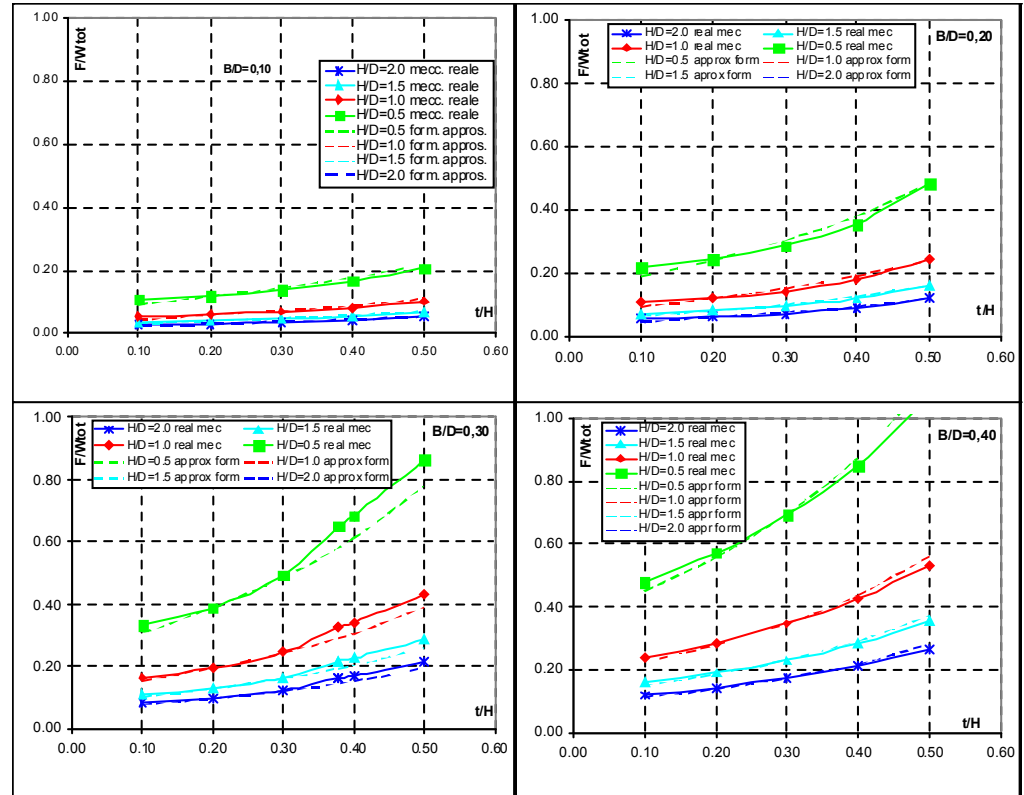 1.00
0.80
0.60
0.40
0.20
0.00
F/Wtot
B/D=0,10
H/D=2.0 mecc. reale
H/D=1.5 mecc. reale
H/D=1.0 mecc. reale
H/D=0.5 mecc. reale
H/D=0.5 form. appros.
H/D=1.0 form. appros.
H/D=1.5 form. appros.
H/D=2.0 form. appros.
t/H
0.00 0.10 0.20 0.30 0.40 0.50 0.60
1.00
0.80
0.60
0.40
0.20
0.00
F/Wtot
H/D=2.0 real mec H/D=1.5 real mec
H/D=1.0 real mec H/D=0.5 real mec
H/D=0.5 approx form H/D=1.0 approx form
H/D=1.5 aprox form H/D=2.0 approx form
B/D=0,20
t/H
0.00 0.10 0.20 0.30 0.40 0.50 0.60
1.00
0.80
0.60
0.40
0.20
0.00
F/Wtot
H/D=2.0 real mec H/D=1.5 real mec
H/D=1.0 real mec H/D=0.5 real mec
H/D=0.5 approx form H/D=1.0 approx form
H/D=1.5 approx form H/D=2.0 approx form
B/D=0,30
t/H
0.00 0.10 0.20 0.30 0.40 0.50 0.60
1.00
0.80
0.60
0.40
0.20
0.00
F/Wtot
H/D=2.0 real mec
H/D=1.5 real mec
H/D=1.0 real mec
H/D=0.5 real mec
H/D=0.5 appr form
H/D=1.0 appr form
H/D=1.5 appr form
H/D=2.0 appr form
B/D=0,40
t/H
0.00 0.10 0.20 0.30 0.40 0.50 0.60